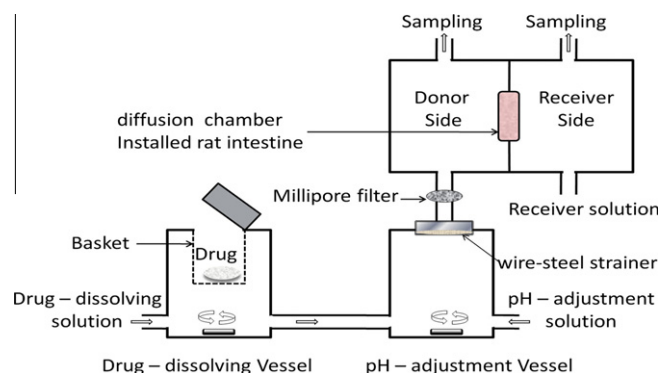 Sampling
Sampling
Donor
Side
Receiver
Side
diffusion chamber
Installed rat intestine
Millipore filter
Receiver solution
Basket
Drug
wire-steel strainer
Drug – dissolving
solution
pH – adjustment
solution
Drug – dissolving Vessel
pH – adjustment Vessel